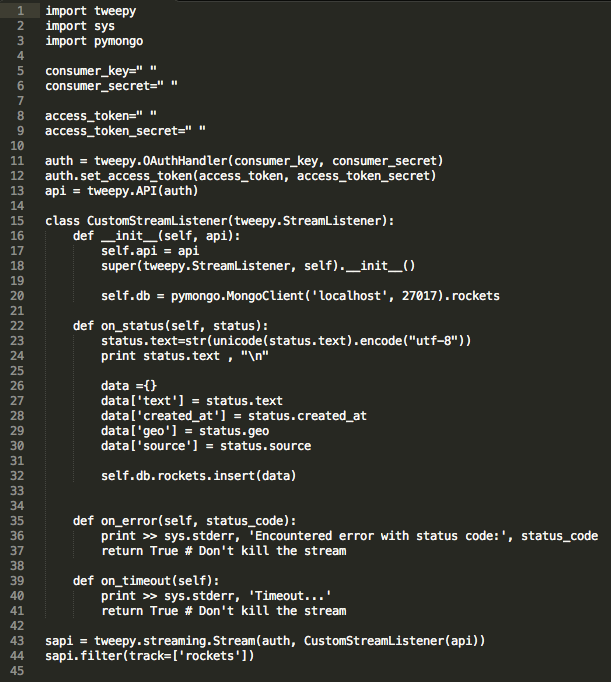 1 import tweepy
2 import sys
3 import pymongo
4
5 consumer_key=" "
6 consumer_secret=" "
7
8 access_token=" "
9 access_token_secret=" "
10
11 auth = tweepy.OAuthHandler(consumer_key, consumer_secret)
12 auth.set_access_token(access_token, access_token_secret)
13 api = tweepy.API(auth)
14
15 class CustomStreamListener(tweepy.StreamListener):
16     def __init__(self, api):
17         self.api = api
18         super(tweepy.StreamListener, self).__init__()
19
20         self.db = pymongo.MongoClient('localhost', 27017).rockets
21
22     def on_status(self, status):
23         status.text=str(unicode(status.text).encode("utf-8"))
24         print status.text , "\n"
25
26         data ={}
27         data['text'] = status.text
28         data['created_at'] = status.created_at
29         data['geo'] = status.geo
30         data['source'] = status.source
31
32         self.db.rockets.insert(data)
33
34
35     def on_error(self, status_code):
36         print >> sys.stderr, 'Encountered error with status code:', status_code
37         return True # Don't kill the stream
38
39     def on_timeout(self):
40         print >> sys.stderr, 'Timeout...'
41         return True # Don't kill the stream
42
43 sapi = tweepy.streaming.Stream(auth, CustomStreamListener(api))
44 sapi.filter(track=['rockets'])
45